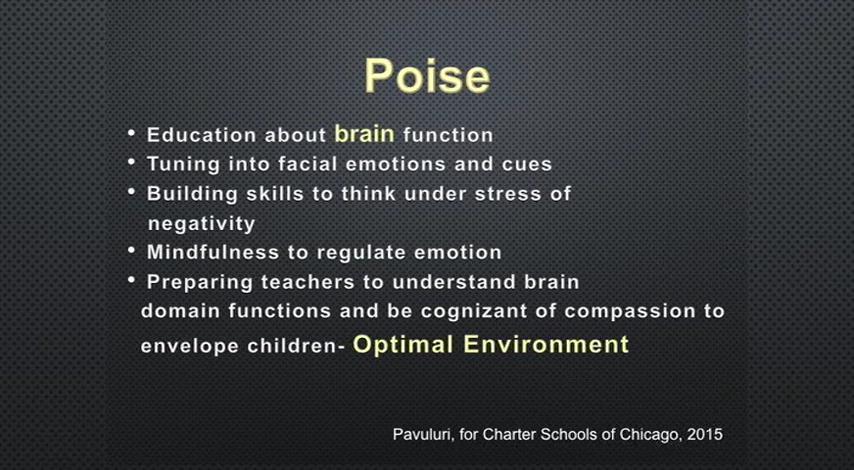 Poise
• Education about brain function
• Tuning into facial emotions and cues
• Building skills to think under stress of
negativity
• Mindfulness to regulate emotion
• Preparing teachers to understand brain
domain functions and be cognizant of compassion to
envelope children- Optimal Environment
Pavuluri, for Charter Schools of Chicago, 2015